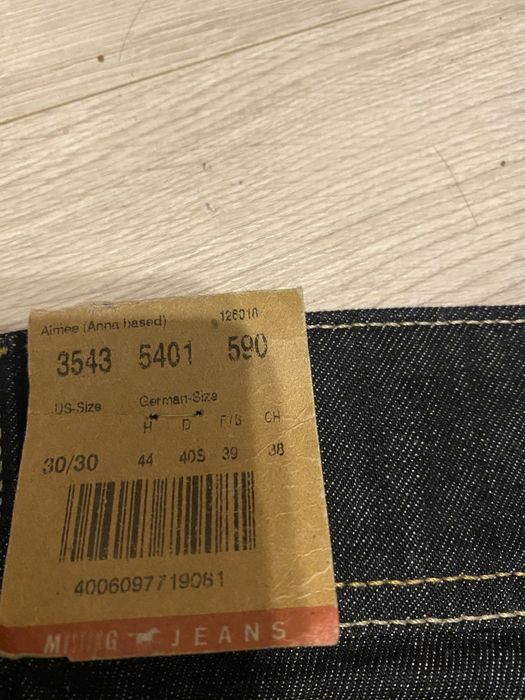 Aimee (Anna based) 126010
3543 5401 590
US-Size German-Size
H D F/B CH
30/30 44 40S 39 38
4006097719081
MUSTANG JEANS